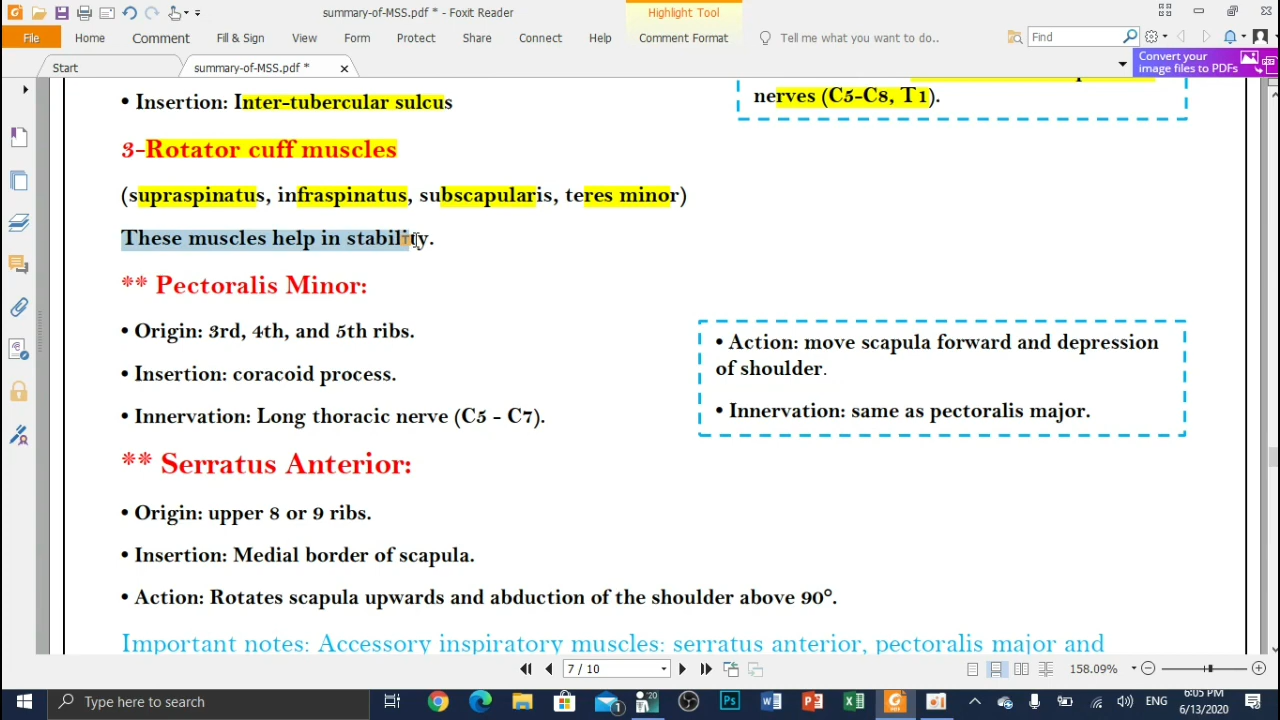 summary-of-MSS.pdf * - Foxit Reader
Highlight Tool
File
Home
Comment
Fill & Sign
View
Form
Protect
Share
Connect
Help
Comment Format
Tell me what you want to do..
Find
Start
summary-of-MSS.pdf *
Convert your
image files to PDFs
• Insertion: Inter-tubercular sulcus
nerves (C5-C8, T1).
3-Rotator cuff muscles
(supraspinatus, infraspinatus, subscapularis, teres minor)
These muscles help in stability.
** Pectoralis Minor:
• Origin: 3rd, 4th, and 5th ribs.
• Insertion: coracoid process.
• Innervation: Long thoracic nerve (C5 - C7).
• Action: move scapula forward and depression
of shoulder.
• Innervation: same as pectoralis major.
** Serratus Anterior:
• Origin: upper 8 or 9 ribs.
• Insertion: Medial border of scapula.
• Action: Rotates scapula upwards and abduction of the shoulder above 90°.
Important notes: Accessory inspiratory muscles: serratus anterior, pectoralis major and
7 / 10
158.09%
Type here to search
ENG
6:05 PM
6/13/2020